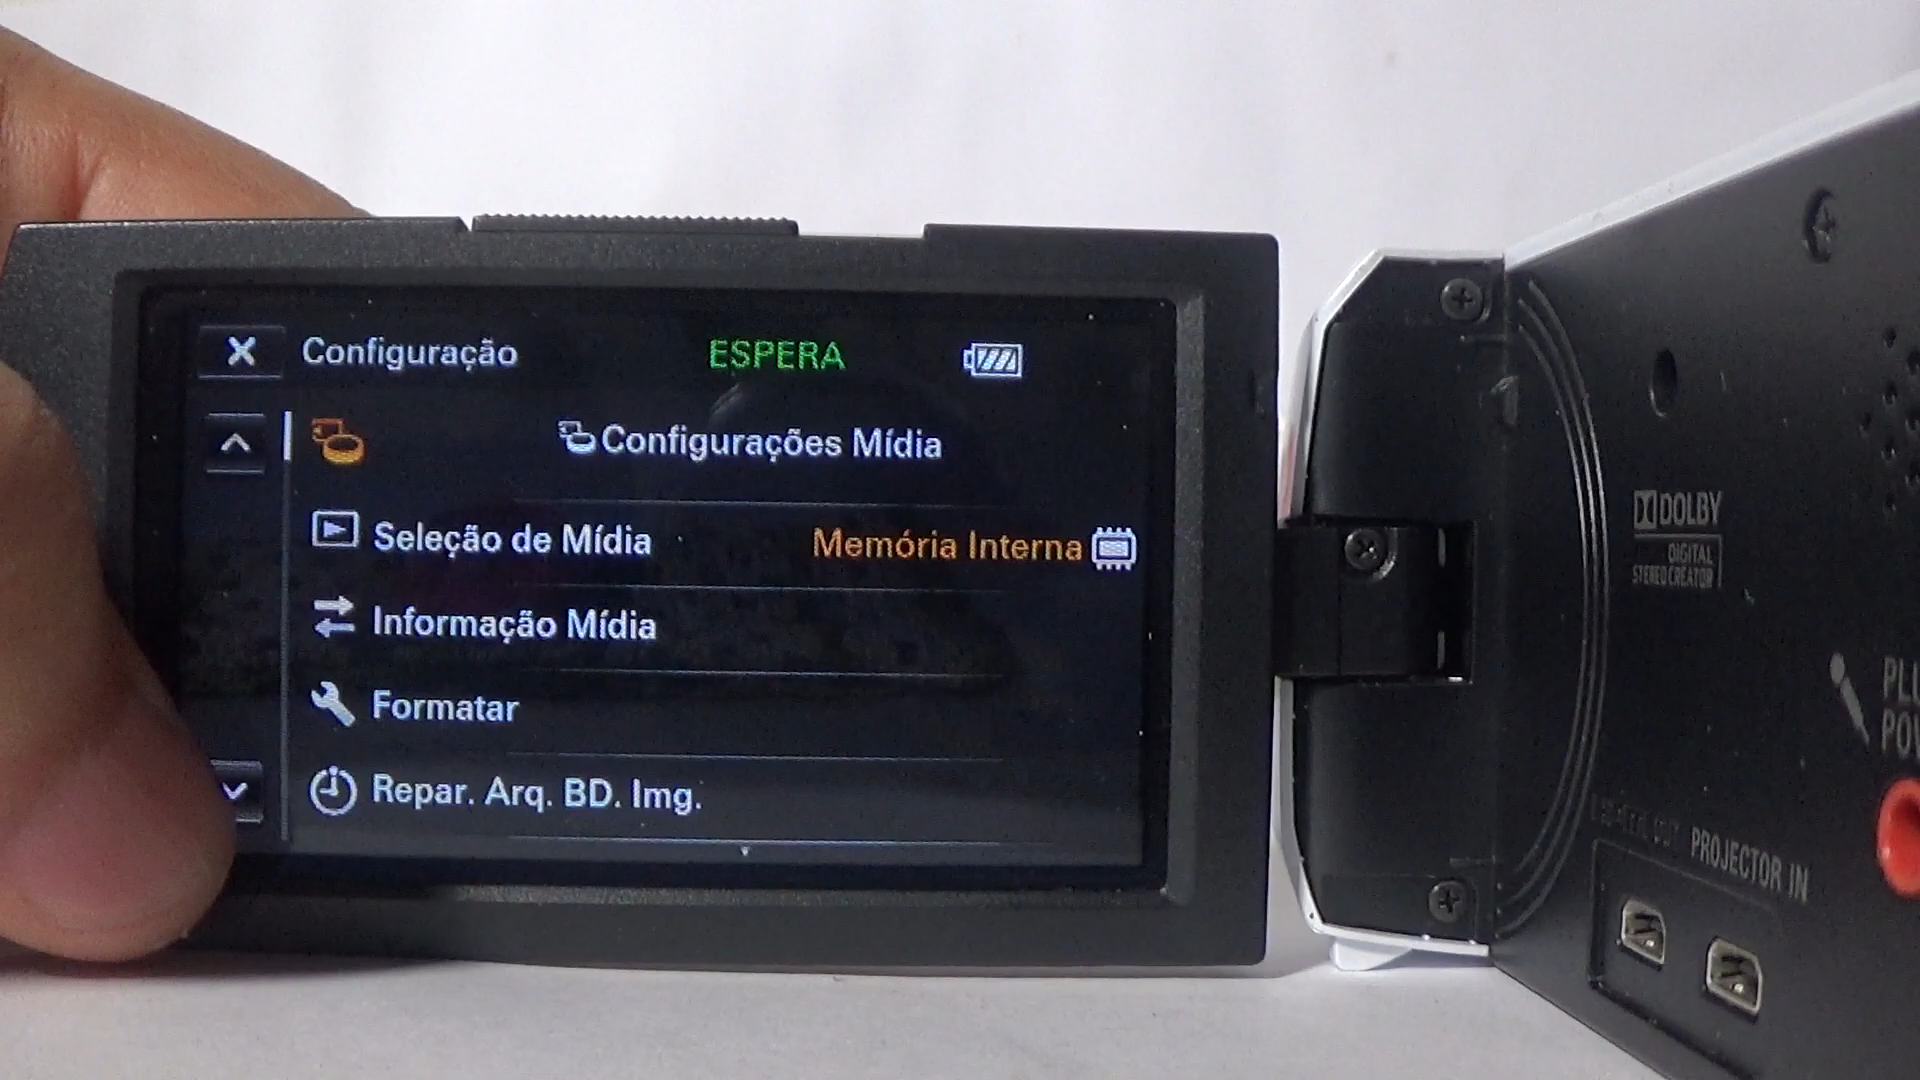 Configuração
ESPERA
Configurações Mídia
Seleção de Mídia
Memória Interna
Informação Mídia
Formatar
Repar. Arq. BD. Img.
DOLBY
DIGITAL
STEREO CREATOR
PROJECTOR IN